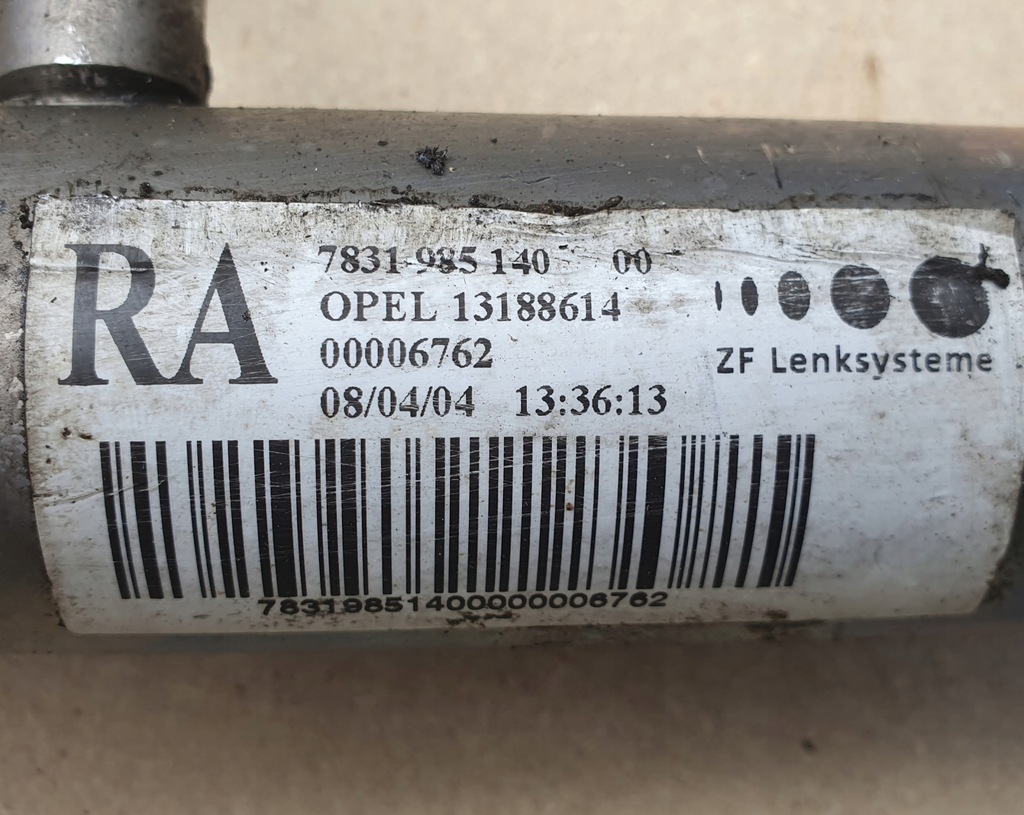 RA
7831-985 140 00
OPEL 13188614
00006762
08/04/04 13:36:13
ZF Lenksysteme
78319851400000006762